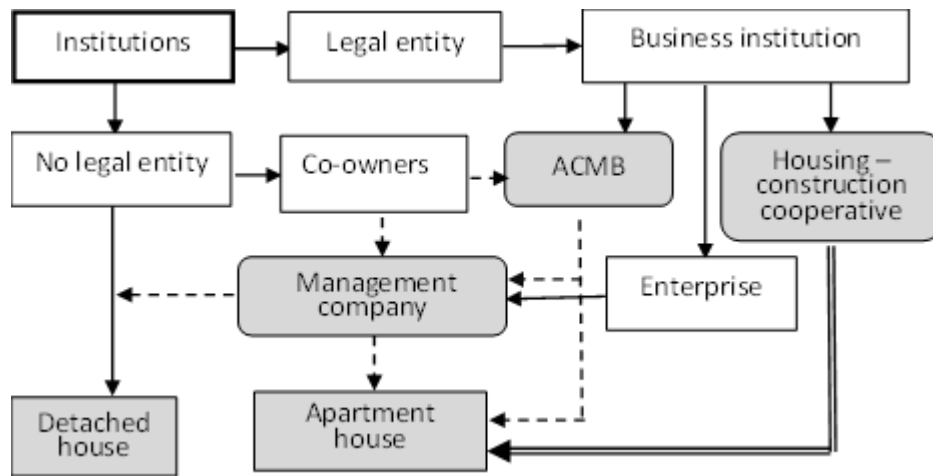 Institutions
Legal entity
Business institution
No legal entity
Co-owners
ACMB
Housing –
construction
cooperative
Management
company
Enterprise
Detached
house
Apartment
house